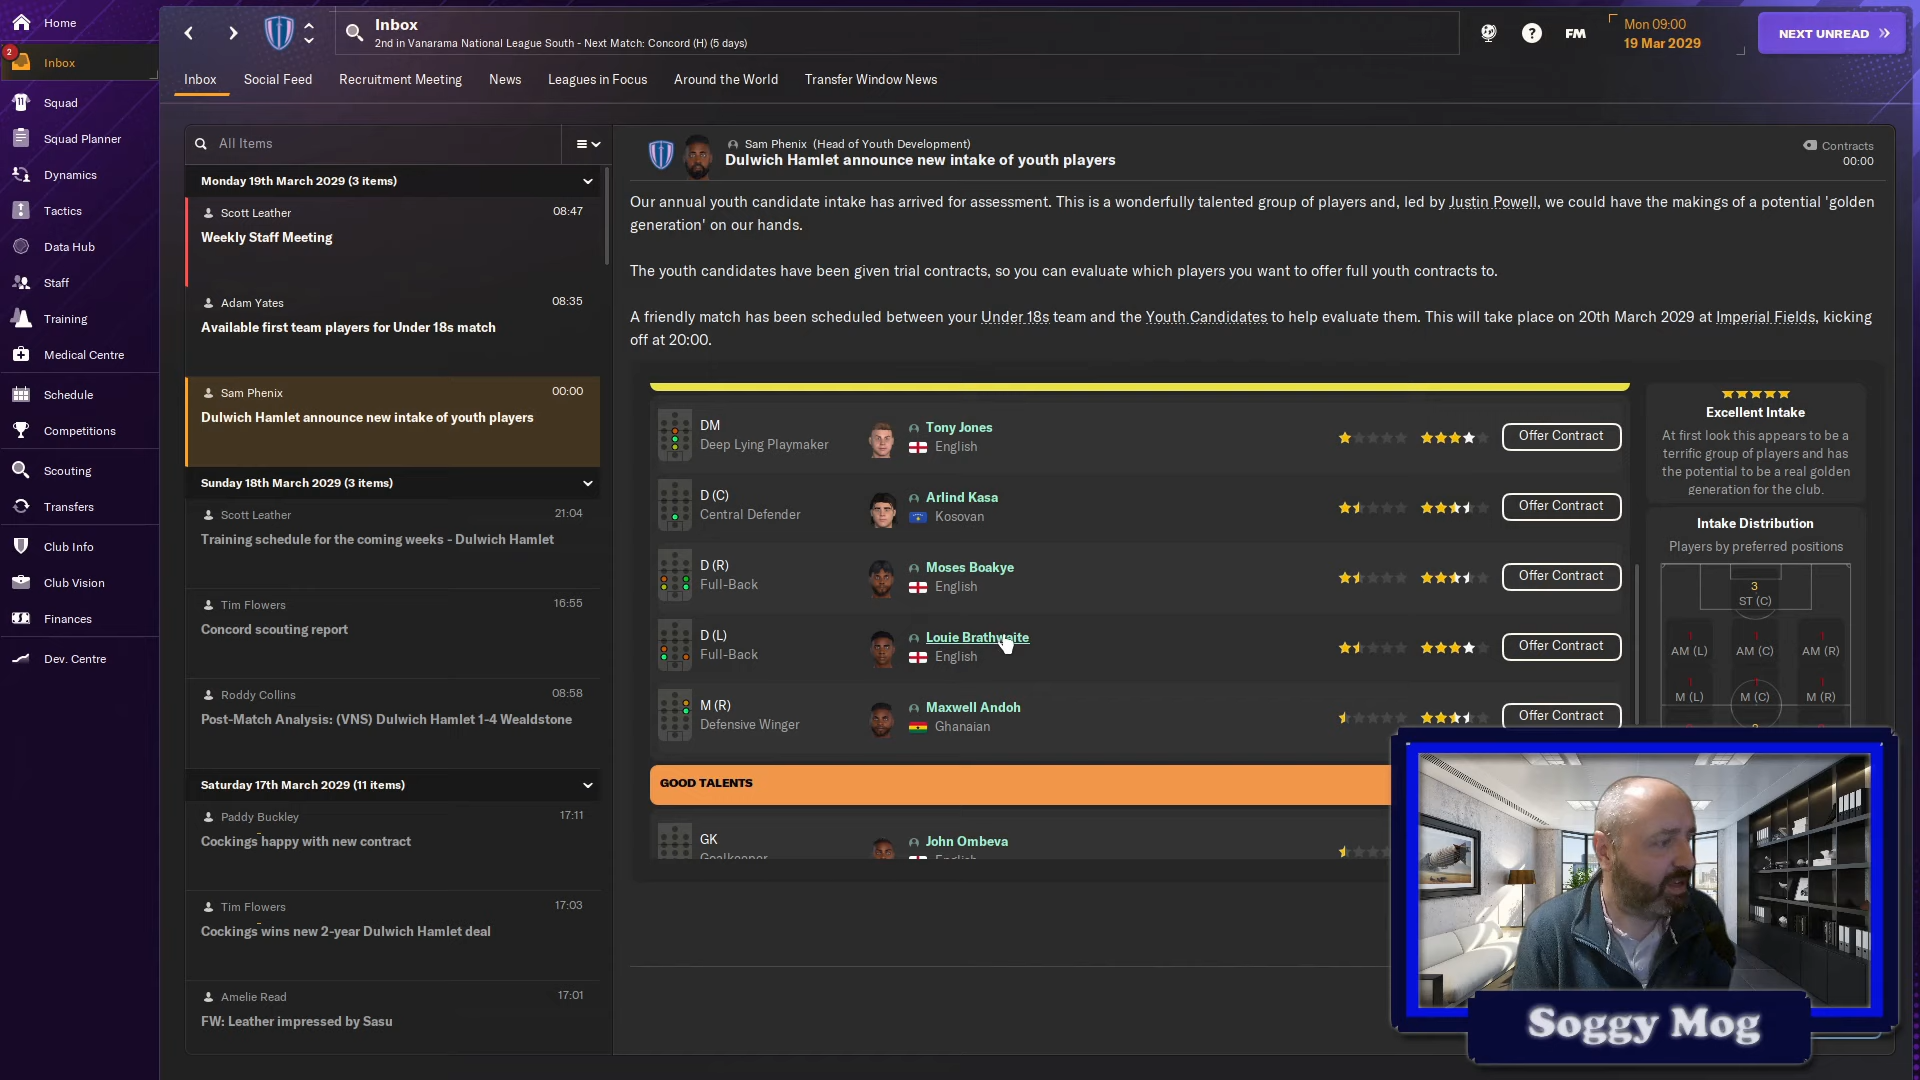 Home
2
Inbox
Squad
Squad Planner
Dynamics
Tactics
Data Hub
Staff
Training
Medical Centre
Schedule
Competitions
Scouting
Transfers
Club Info
Club Vision
Finances
Dev. Centre
Inbox
2nd in Vanarama National League South - Next Match: Concord (H) (5 days)
FM
Mon 09:00
19 Mar 2029
NEXT UNREAD
Inbox
Social Feed
Recruitment Meeting
News
Leagues in Focus
Around the World
Transfer Window News
All Items
Monday 19th March 2029 (3 items)
Scott Leather 08:47
Weekly Staff Meeting
Adam Yates 08:35
Available first team players for Under 18s match
Sam Phenix 00:00
Dulwich Hamlet announce new intake of youth players
Sunday 18th March 2029 (3 items)
Scott Leather 21:04
Training schedule for the coming weeks - Dulwich Hamlet
Tim Flowers 16:55
Concord scouting report
Roddy Collins 08:58
Post-Match Analysis: (VNS) Dulwich Hamlet 1-4 Wealdstone
Saturday 17th March 2029 (11 items)
Paddy Buckley 17:11
Cockings happy with new contract
Tim Flowers 17:03
Cockings wins new 2-year Dulwich Hamlet deal
Amelie Read 17:01
FW: Leather impressed by Sasu
Sam Phenix (Head of Youth Development)
Dulwich Hamlet announce new intake of youth players
Contracts
00:00
Our annual youth candidate intake has arrived for assessment. This is a wonderfully talented group of players and, led by Justin Powell, we could have the makings of a potential 'golden
generation' on our hands.
The youth candidates have been given trial contracts, so you can evaluate which players you want to offer full youth contracts to.
A friendly match has been scheduled between your Under 18s team and the Youth Candidates to help evaluate them. This will take place on 20th March 2029 at Imperial Fields, kicking
off at 20:00.
DM
Deep Lying Playmaker
Tony Jones
English
Offer Contract
D (C)
Central Defender
Arlind Kasa
Kosovan
Offer Contract
D (R)
Full-Back
Moses Boakye
English
Offer Contract
D (L)
Full-Back
Louie Brathwaite
English
Offer Contract
M (R)
Defensive Winger
Maxwell Andoh
Ghanaian
Offer Contract
GOOD TALENTS
GK
Goalkeeper
John Ombeva
English
Excellent Intake
At first look this appears to be a
terrific group of players and has
the potential to be a real golden
generation for the club.
Intake Distribution
Players by preferred positions
3
ST (C)
AM (L) AM (C) AM (R)
M (L) M (C) M (R)
Soggy Mog